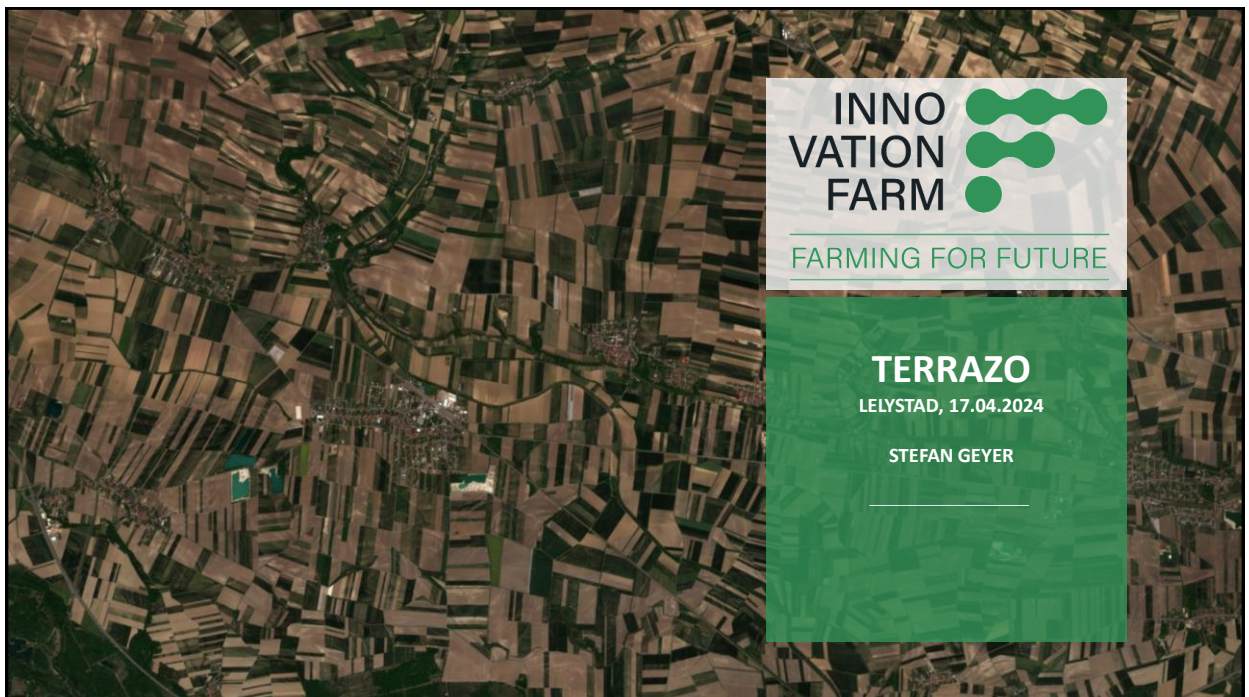 INNO
VATION
FARM
FARMING FOR FUTURE
TERRAZO
LELYSTAD, 17.04.2024
STEFAN GEYER